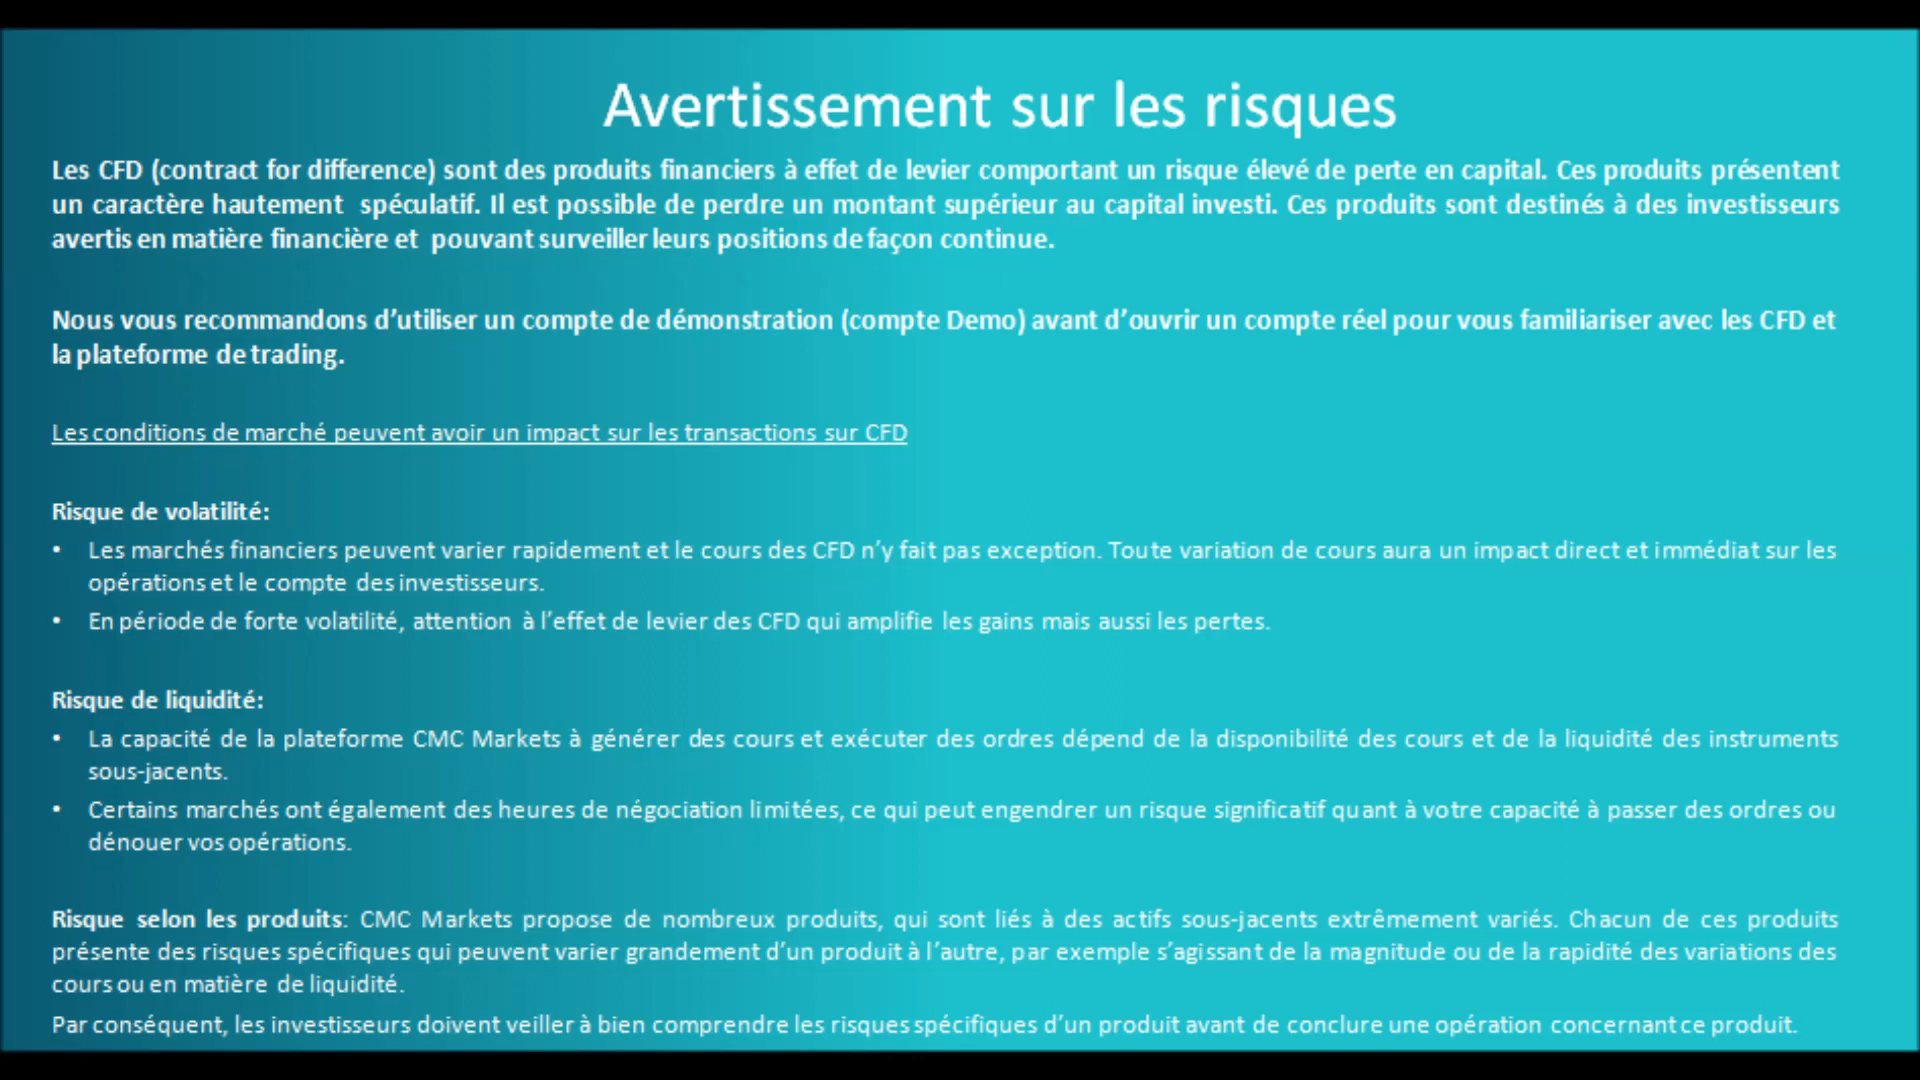 Avertissement sur les risques
Les CFD (contract for difference) sont des produits financiers à effet de levier comportant un risque élevé de perte en capital. Ces produits présentent
un caractère hautement spéculatif. Il est possible de perdre un montant supérieur au capital investi. Ces produits sont destinés à des investisseurs
avertis en matière financière et pouvant surveiller leurs positions de façon continue.
Nous vous recommandons d’utiliser un compte de démonstration (compte Demo) avant d’ouvrir un compte réel pour vous familiariser avec les CFD et
la plateforme de trading.
Les conditions de marché peuvent avoir un impact sur les transactions sur CFD
Risque de volatilité:
• Les marchés financiers peuvent varier rapidement et le cours des CFD n’y fait pas exception. Toute variation de cours aura un impact direct et immédiat sur les
opérations et le compte des investisseurs.
• En période de forte volatilité, attention à l’effet de levier des CFD qui amplifie les gains mais aussi les pertes.
Risque de liquidité:
• La capacité de la plateforme CMC Markets à générer des cours et exécuter des ordres dépend de la disponibilité des cours et de la liquidité des instruments
sous-jacents.
• Certains marchés ont également des heures de négociation limitées, ce qui peut engendrer un risque significatif quant à votre capacité à passer des ordres ou
dénouer vos opérations.
Risque selon les produits: CMC Markets propose de nombreux produits, qui sont liés à des actifs sous-jacents extrêmement variés. Chacun de ces produits
présente des risques spécifiques qui peuvent varier grandement d’un produit à l’autre, par exemple s’agissant de la magnitude ou de la rapidité des variations des
cours ou en matière de liquidité.
Par conséquent, les investisseurs doivent veiller à bien comprendre les risques spécifiques d’un produit avant de conclure une opération concernant ce produit.